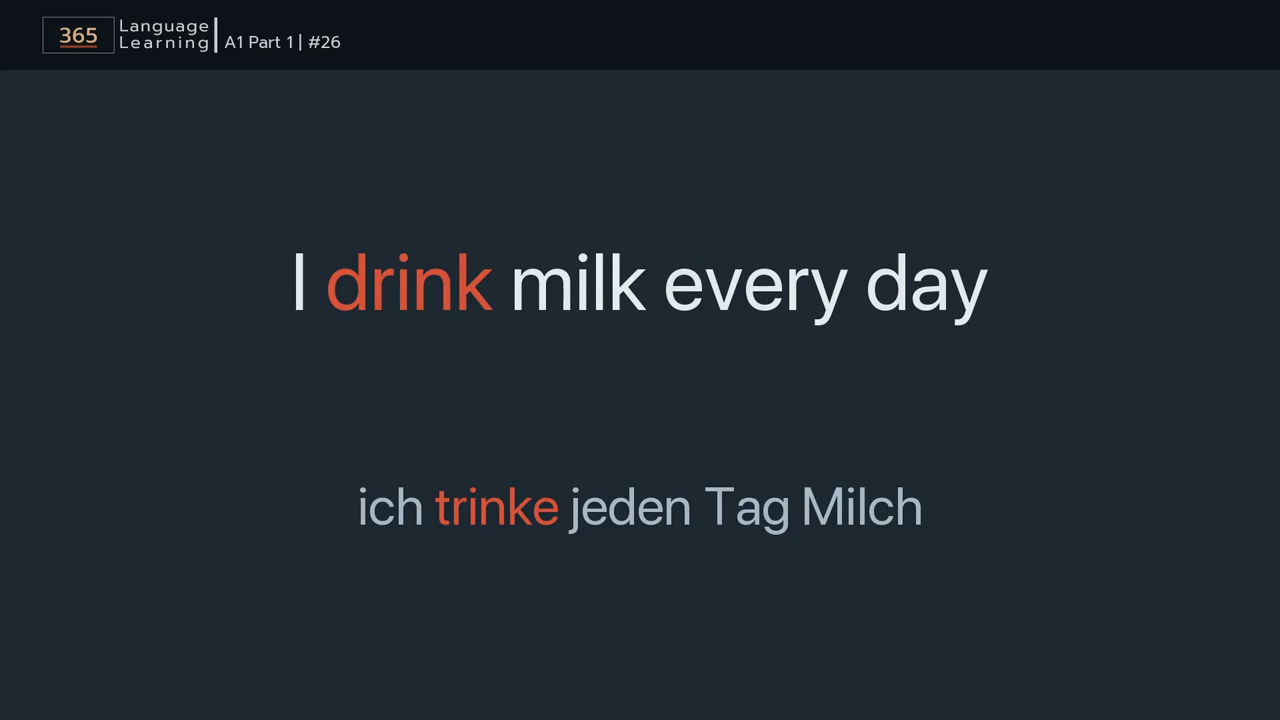 365
Language
Learning
A1 Part 1 | #26
I drink milk every day
ich trinke jeden Tag Milch